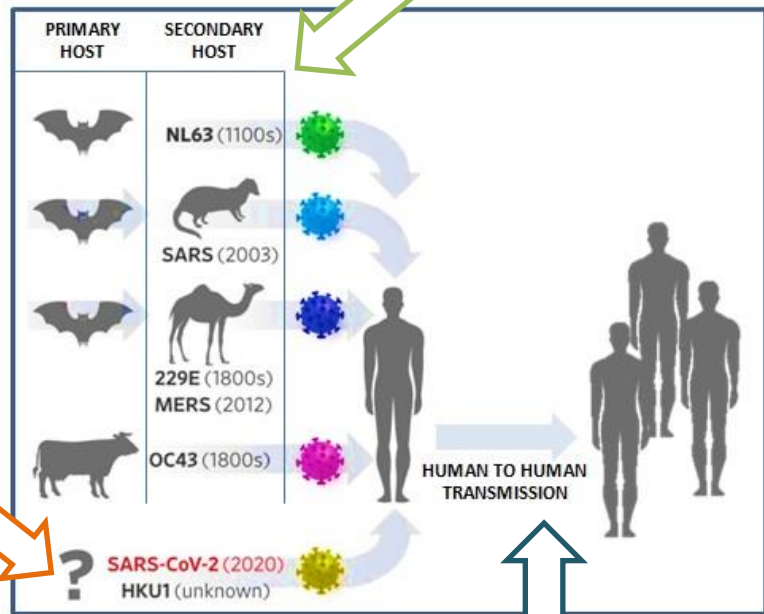 PRIMARY
HOST
SECONDARY
HOST
NL63 (1100s)
SARS (2003)
229E (1800s)
MERS (2012)
OC43 (1800s)
HUMAN TO HUMAN
TRANSMISSION
? SARS-CoV-2 (2020)
HKU1 (unknown)